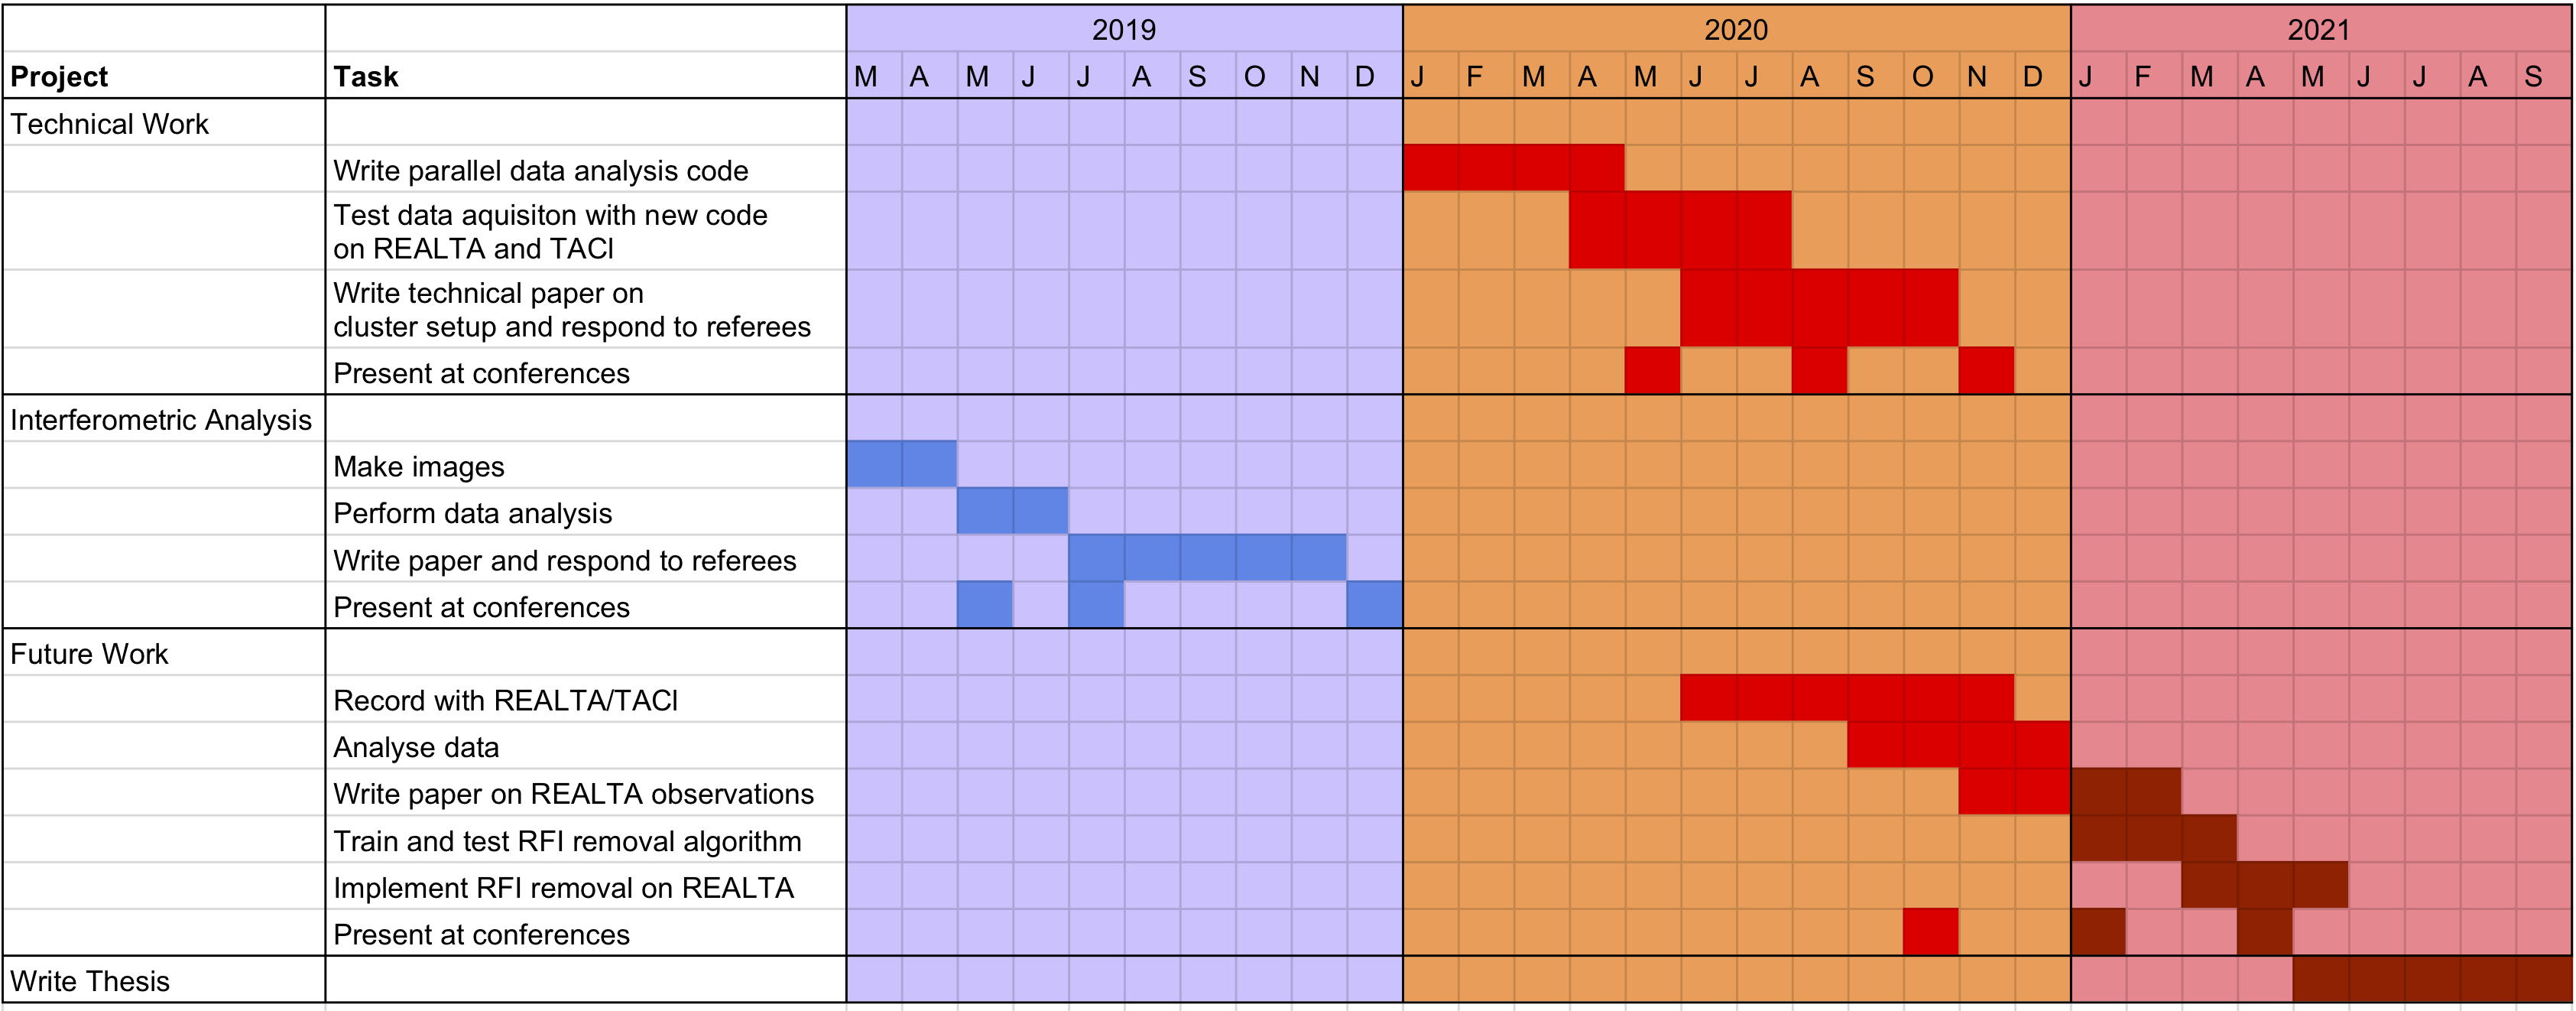 2019 2020 2021
Project Task M A M J J A S O N D J F M A M J J A S O N D J F M A M J J A S
Technical Work
Write parallel data analysis code
Test data aquisiton with new code
on REALTA and TACI
Write technical paper on
cluster setup and respond to referees
Present at conferences
Interferometric Analysis
Make images
Perform data analysis
Write paper and respond to referees
Present at conferences
Future Work
Record with REALTA/TACI
Analyse data
Write paper on REALTA observations
Train and test RFI removal algorithm
Implement RFI removal on REALTA
Present at conferences
Write Thesis